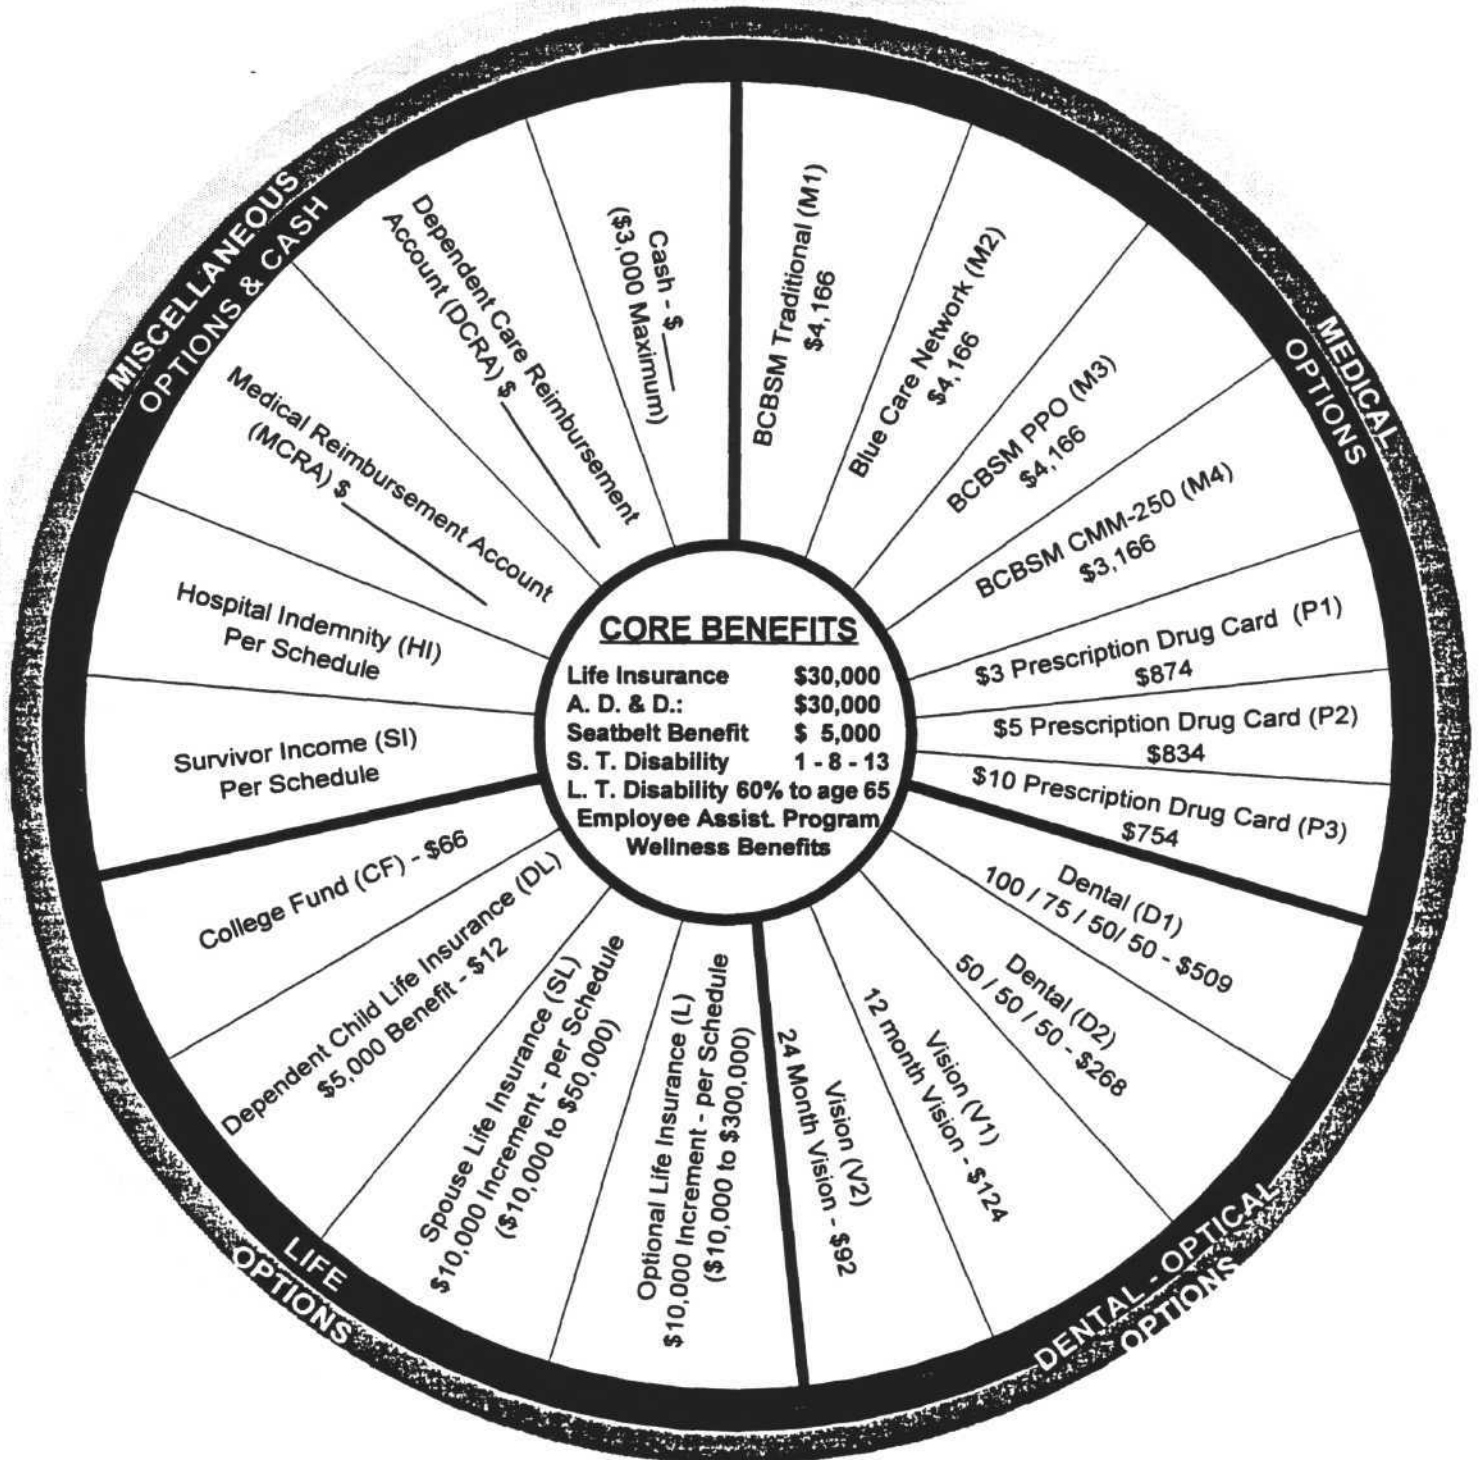 MISCELLANEOUS
OPTIONS & CASH
MEDICAL
OPTIONS
DENTAL - OPTICAL
OPTIONS
LIFE
OPTIONS
BCBSM Traditional (M1)
$4,166
Blue Care Network (M2)
$4,166
BCBSM PPO (M3)
$4,166
BCBSM CMM-250 (M4)
$3,166
$3 Prescription Drug Card (P1)
$874
$5 Prescription Drug Card (P2)
$834
$10 Prescription Drug Card (P3)
$754
Dental (D1)
100 / 75 / 50/ 50 - $509
Dental (D2)
50 / 50 / 50 - $268
Vision (V1)
12 month Vision - $124
Vision (V2)
24 Month Vision - $92
Optional Life Insurance (L)
$10,000 Increment - per Schedule
($10,000 to $300,000)
Spouse Life Insurance (SL)
$10,000 Increment - per Schedule
($10,000 to $50,000)
Dependent Child Life Insurance (DL)
$5,000 Benefit - $12
College Fund (CF) - $66
Survivor Income (SI)
Per Schedule
Hospital Indemnity (HI)
Per Schedule
Medical Reimbursement Account
(MCRA) $ ________
Dependent Care Reimbursement
Account (DCRA) $ ________
Cash - $ ____
($3,000 Maximum)
CORE BENEFITS
Life Insurance $30,000
A. D. & D.: $30,000
Seatbelt Benefit $ 5,000
S. T. Disability 1 - 8 - 13
L. T. Disability 60% to age 65
Employee Assist. Program
Wellness Benefits